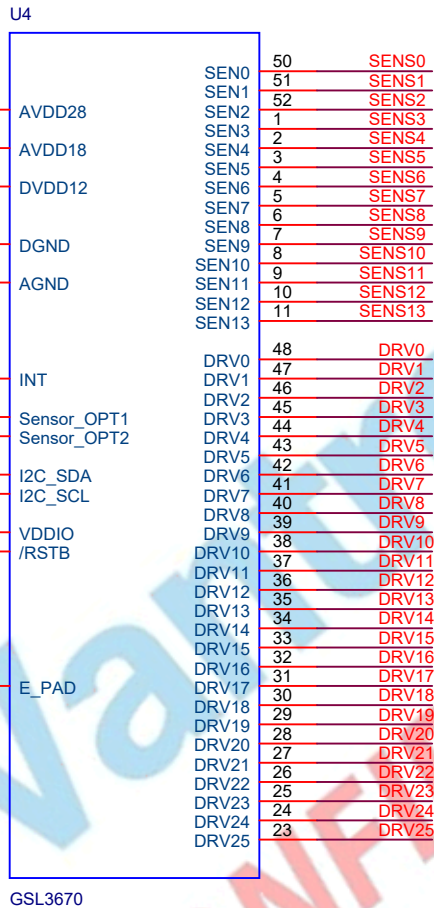 U4
SEN0 50 SENS0
SEN1 51 SENS1
AVDD28 SEN2 52 SENS2
SEN3 1 SENS3
AVDD18 SEN4 2 SENS4
SEN5 3 SENS5
DVDD12 SEN6 4 SENS6
SEN7 5 SENS7
SEN8 6 SENS8
DGND SEN9 7 SENS9
SEN10 8 SENS10
AGND SEN11 9 SENS11
SEN12 10 SENS12
SEN13 11 SENS13
DRV0 48 DRV0
INT DRV1 47 DRV1
DRV2 46 DRV2
Sensor_OPT1 DRV3 45 DRV3
Sensor_OPT2 DRV4 44 DRV4
DRV5 43 DRV5
I2C_SDA DRV6 42 DRV6
I2C_SCL DRV7 41 DRV7
DRV8 40 DRV8
VDDIO DRV9 39 DRV9
/RSTB DRV10 38 DRV10
DRV11 37 DRV11
DRV12 36 DRV12
DRV13 35 DRV13
DRV14 34 DRV14
DRV15 33 DRV15
DRV16 32 DRV16
E_PAD DRV17 31 DRV17
DRV18 30 DRV18
DRV19 29 DRV19
DRV20 28 DRV20
DRV21 27 DRV21
DRV22 26 DRV22
DRV23 25 DRV23
DRV24 24 DRV24
DRV25 23 DRV25
GSL3670